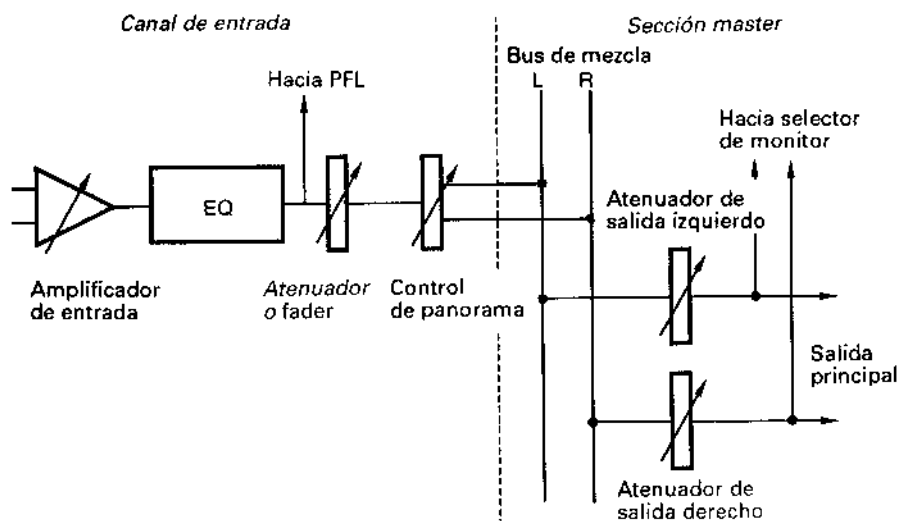 Canal de entrada
Sección master
Bus de mezcla
L R
Hacia PFL
Hacia selector
de monitor
EQ
Atenuador de
salida izquierdo
Amplificador
de entrada
Atenuador
o fader
Control
de panorama
Salida
principal
Atenuador de
salida derecho